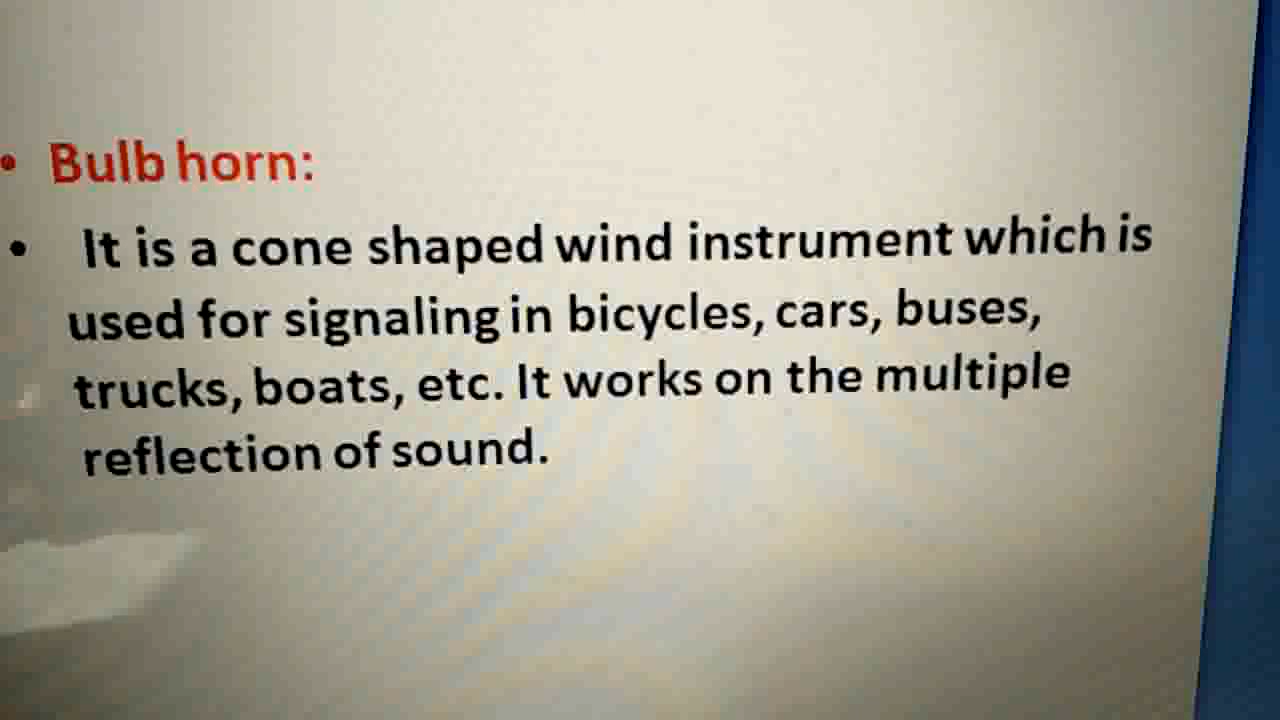 • Bulb horn:
• It is a cone shaped wind instrument which is
used for signaling in bicycles, cars, buses,
trucks, boats, etc. It works on the multiple
reflection of sound.